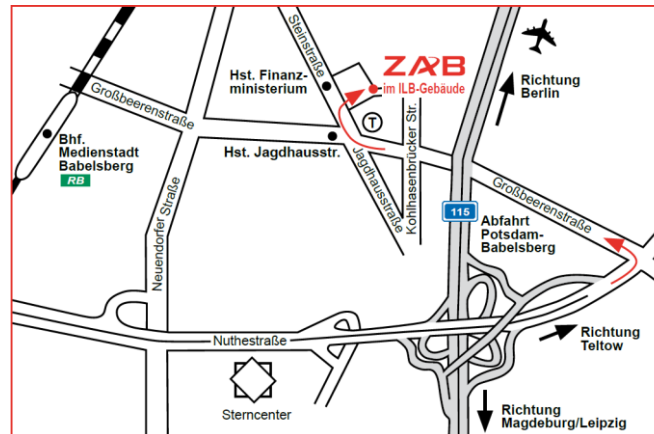 Steinstraße
ZAB
im ILB-Gebäude
Hst. Finanz-
ministerium
Richtung
Berlin
Großbeerenstraße
T
Bhf.
Medienstadt
Babelsberg
RB
Hst. Jagdhausstr.
Jagdhausstraße
Kohlhasenbrücker Str.
Großbeerenstraße
115
Abfahrt
Potsdam-
Babelsberg
Neuendorfer Straße
Nuthestraße
Richtung
Teltow
Sterncenter
Richtung
Magdeburg/Leipzig